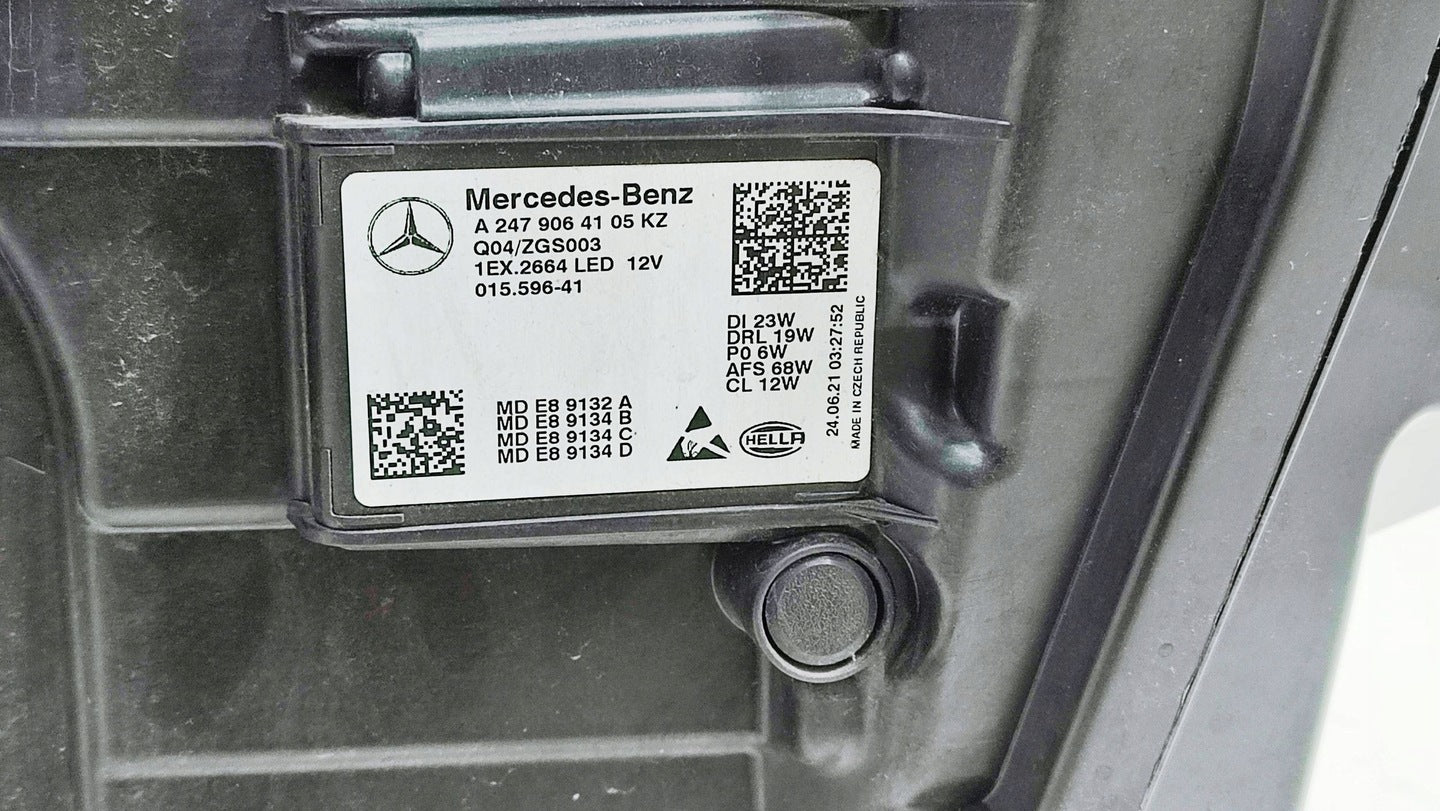 Mercedes-Benz
A 247 906 41 05 KZ
Q04/ZGS003
1EX.2664 LED 12V
015.596-41
DI 23W
DRL 19W
P0 6W
AFS 68W
CL 12W
24.06.21 03:27:52
MADE IN CZECH REPUBLIC
MD E8 9132 A
MD E8 9134 B
MD E8 9134 C
MD E8 9134 D
HELLA